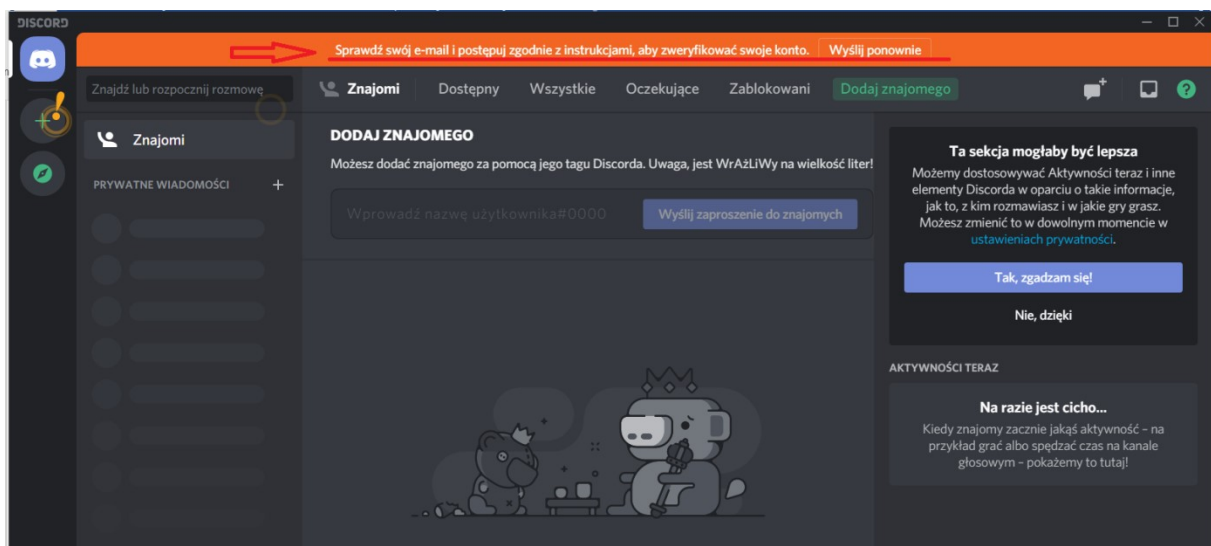 DISCORD
Sprawdź swój e-mail i postępuj zgodnie z instrukcjami, aby zweryfikować swoje konto. Wyślij ponownie
Znajdź lub rozpocznij rozmowę
Znajomi Dostępny Wszystkie Oczekujące Zablokowani Dodaj znajomego
Znajomi
PRYWATNE WIADOMOŚCI +
DODAJ ZNAJOMEGO
Możesz dodać znajomego za pomocą jego tagu Discorda. Uwaga, jest WrAżLiWy na wielkość liter!
Wprowadź nazwę użytkownika#0000 Wyślij zaproszenie do znajomych
Ta sekcja mogłaby być lepsza
Możemy dostosowywać Aktywności teraz i inne
elementy Discorda w oparciu o takie informacje,
jak to, z kim rozmawiasz i w jakie gry grasz.
Możesz zmienić to w dowolnym momencie w
ustawieniach prywatności.
Tak, zgadzam się!
Nie, dzięki
AKTYWNOŚCI TERAZ
Na razie jest cicho...
Kiedy znajomy zacznie jakąś aktywność – na
przykład grać albo spędzać czas na kanale
głosowym – pokażemy to tutaj!